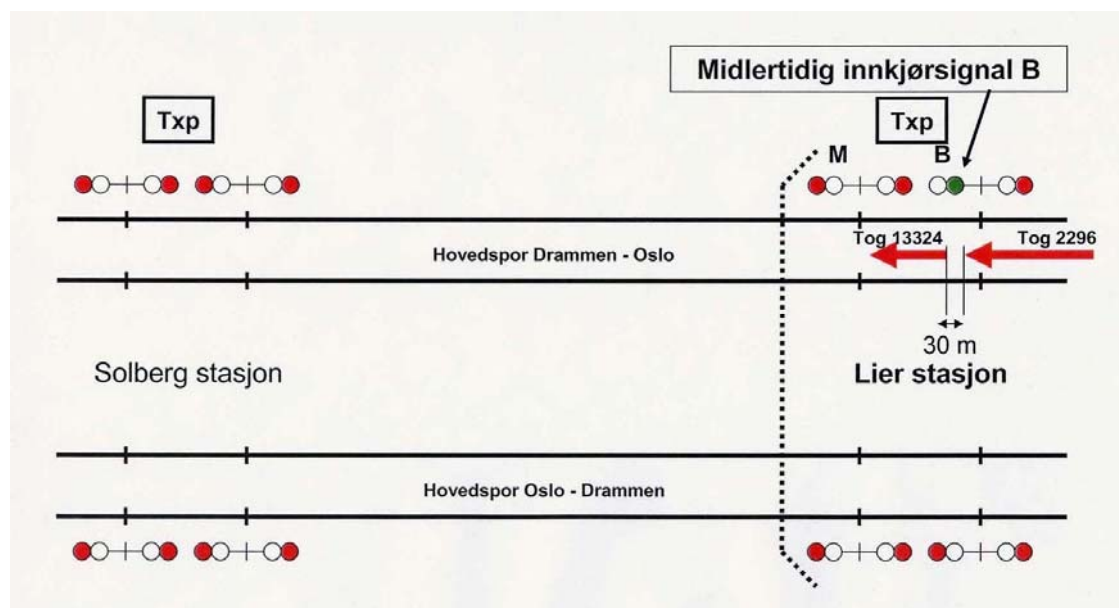 Midlertidig innkjørsignal B
Txp
Txp
M
B
Tog 13324
Tog 2296
Hovedspor Drammen - Oslo
30 m
Solberg stasjon
Lier stasjon
Hovedspor Oslo - Drammen